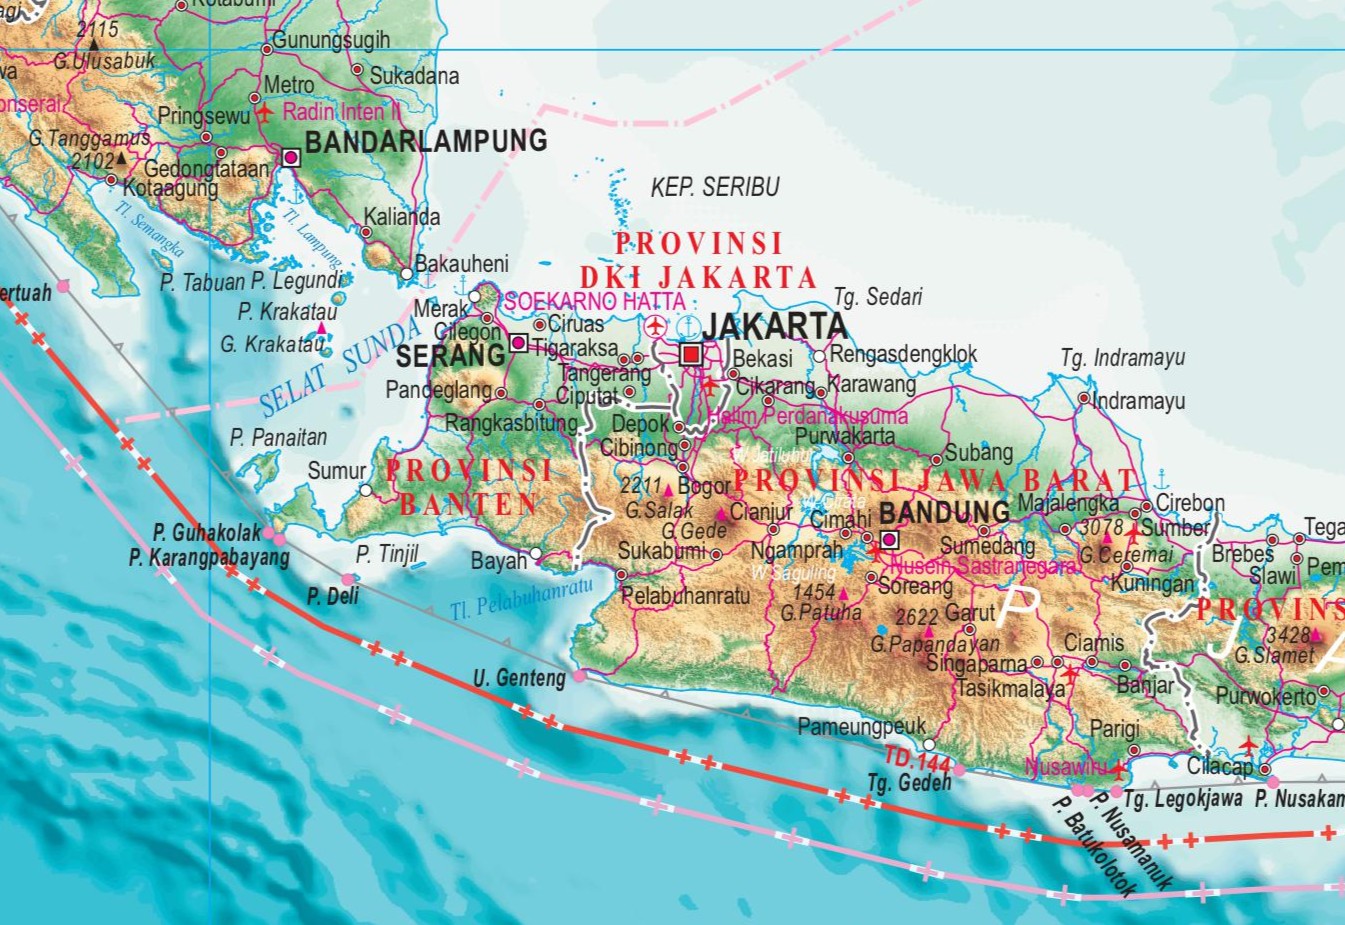 Kotabumi
2115
G.Ulusabuk
Gunungsugih
Sukadana
Metro
Radin Inten II
Pringsewu
G.Tanggamus
2102
BANDARLAMPUNG
Gedongtataan
Kotaagung
KEP. SERIBU
Tl. Semangka
Tl. Lampung
Kalianda
PROVINSI
DKI JAKARTA
Bakauheni
P. Tabuan
P. Legundi
Tg. Sedari
Merak
SOEKARNO HATTA
P. Krakatau
Cilegon
Ciruas
JAKARTA
G. Krakatau
SELAT SUNDA
SERANG
Tigaraksa
Bekasi
Rengasdengklok
Tg. Indramayu
Tangerang
Pandeglang
Ciputat
Cikarang
Karawang
Indramayu
Rangkasbitung
Depok
Halim Perdanakusuma
P. Panaitan
Cibinong
Purwakarta
W.Jatiluhur
Subang
Sumur
PROVINSI
BANTEN
2211
G.Salak
Bogor
PROVINSI JAWA BARAT
G.Gede
Cianjur
Cimahi
BANDUNG
Majalengka
Cirebon
3078
G.Ceremai
Sumber
Tega
P. Guhakolak
P. Karangpabayang
P. Tinjil
Bayah
Sukabumi
Ngamprah
W.Saguling
Sumedang
Nusein Sastranegara
Kuningan
Brebes
Slawi
Pem
P. Deli
Tl. Pelabuhanratu
Pelabuhanratu
1454
G.Patuha
Soreang
2622
G.Papandayan
Garut
P
PROVINS
J
A
3428
G.Slamet
Ciamis
Singaparna
Tasikmalaya
Banjar
U. Genteng
Purwokerto
Pameungpeuk
Parigi
TD.144
Tg. Gedeh
Nusawiru
Cilacap
Tg. Legokjawa
P. Nusakam
P. Nusamanuk
P. Batukolotok